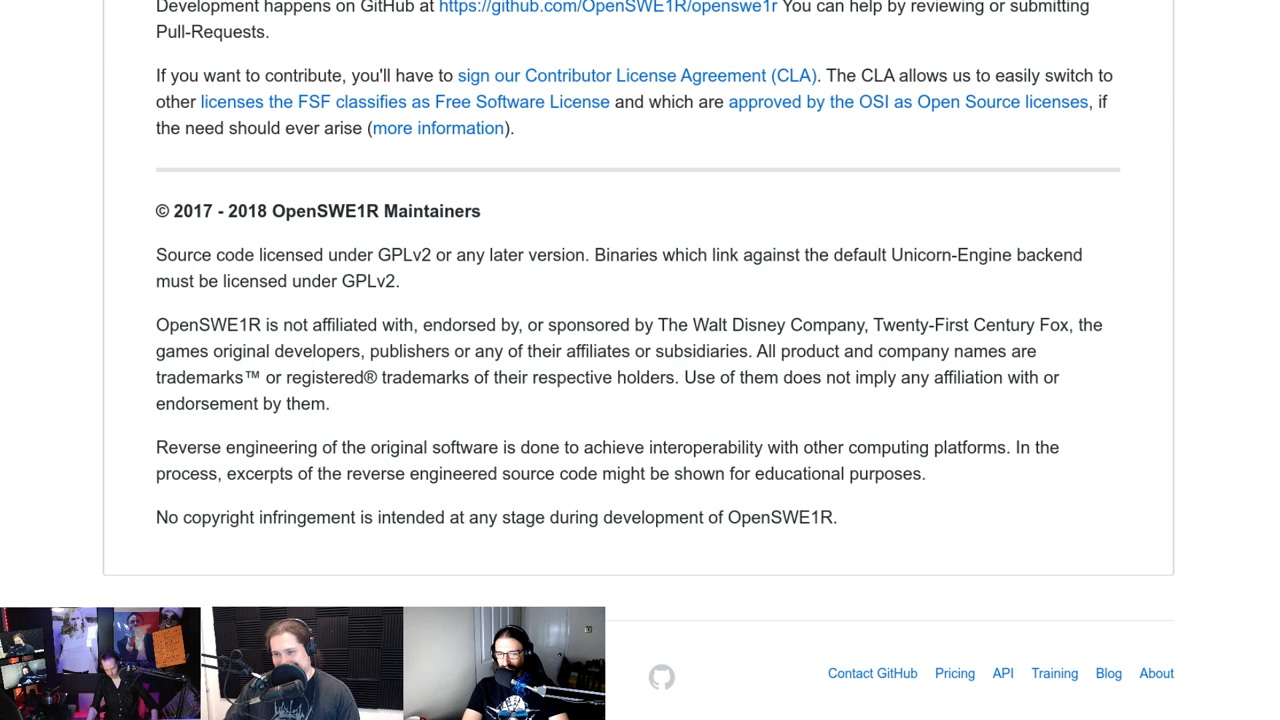 Development happens on GitHub at https://github.com/OpenSWE1R/openswe1r You can help by reviewing or submitting
Pull-Requests.
If you want to contribute, you'll have to sign our Contributor License Agreement (CLA). The CLA allows us to easily switch to
other licenses the FSF classifies as Free Software License and which are approved by the OSI as Open Source licenses, if
the need should ever arise (more information).
© 2017 - 2018 OpenSWE1R Maintainers
Source code licensed under GPLv2 or any later version. Binaries which link against the default Unicorn-Engine backend
must be licensed under GPLv2.
OpenSWE1R is not affiliated with, endorsed by, or sponsored by The Walt Disney Company, Twenty-First Century Fox, the
games original developers, publishers or any of their affiliates or subsidiaries. All product and company names are
trademarks™ or registered® trademarks of their respective holders. Use of them does not imply any affiliation with or
endorsement by them.
Reverse engineering of the original software is done to achieve interoperability with other computing platforms. In the
process, excerpts of the reverse engineered source code might be shown for educational purposes.
No copyright infringement is intended at any stage during development of OpenSWE1R.
Contact GitHub Pricing API Training Blog About